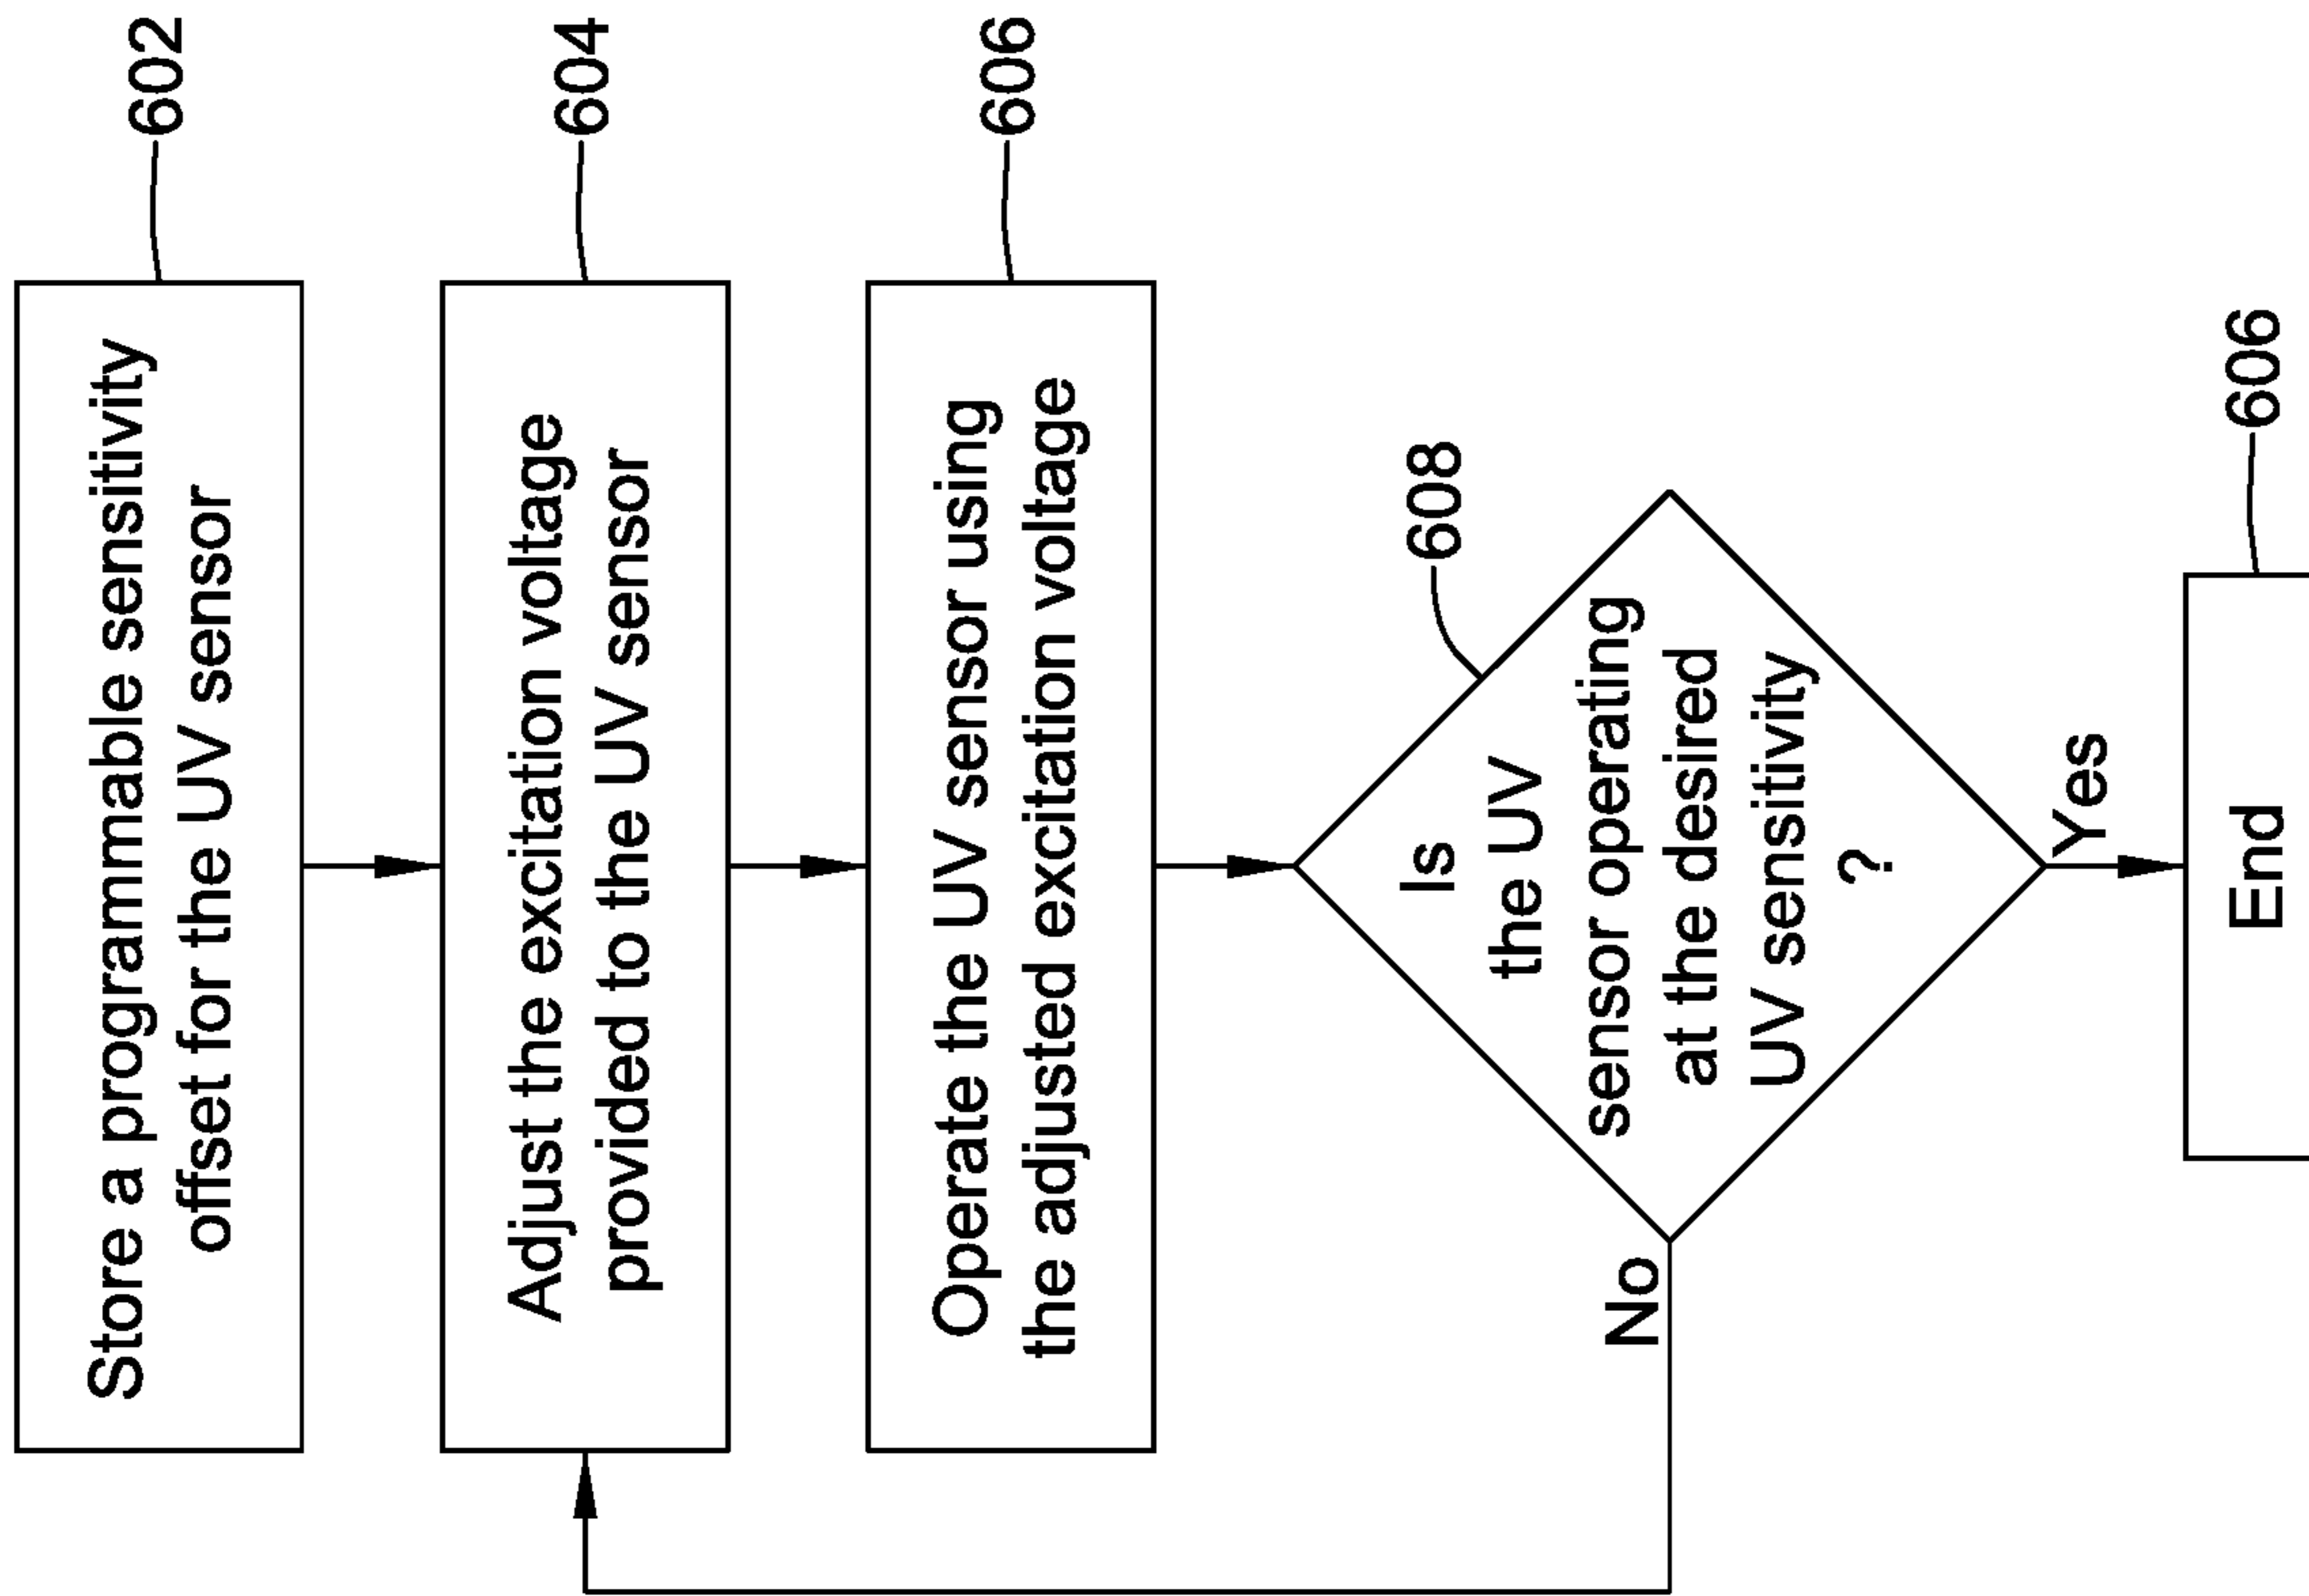 Store a programmable sensitivity
offset for the UV sensor
602
Adjust the excitation voltage
provided to the UV sensor
604
Operate the UV sensor using
the adjusted excitation voltage
606
Is
the UV
sensor operating
at the desired
UV sensitivity
?
608
No
Yes
End
606